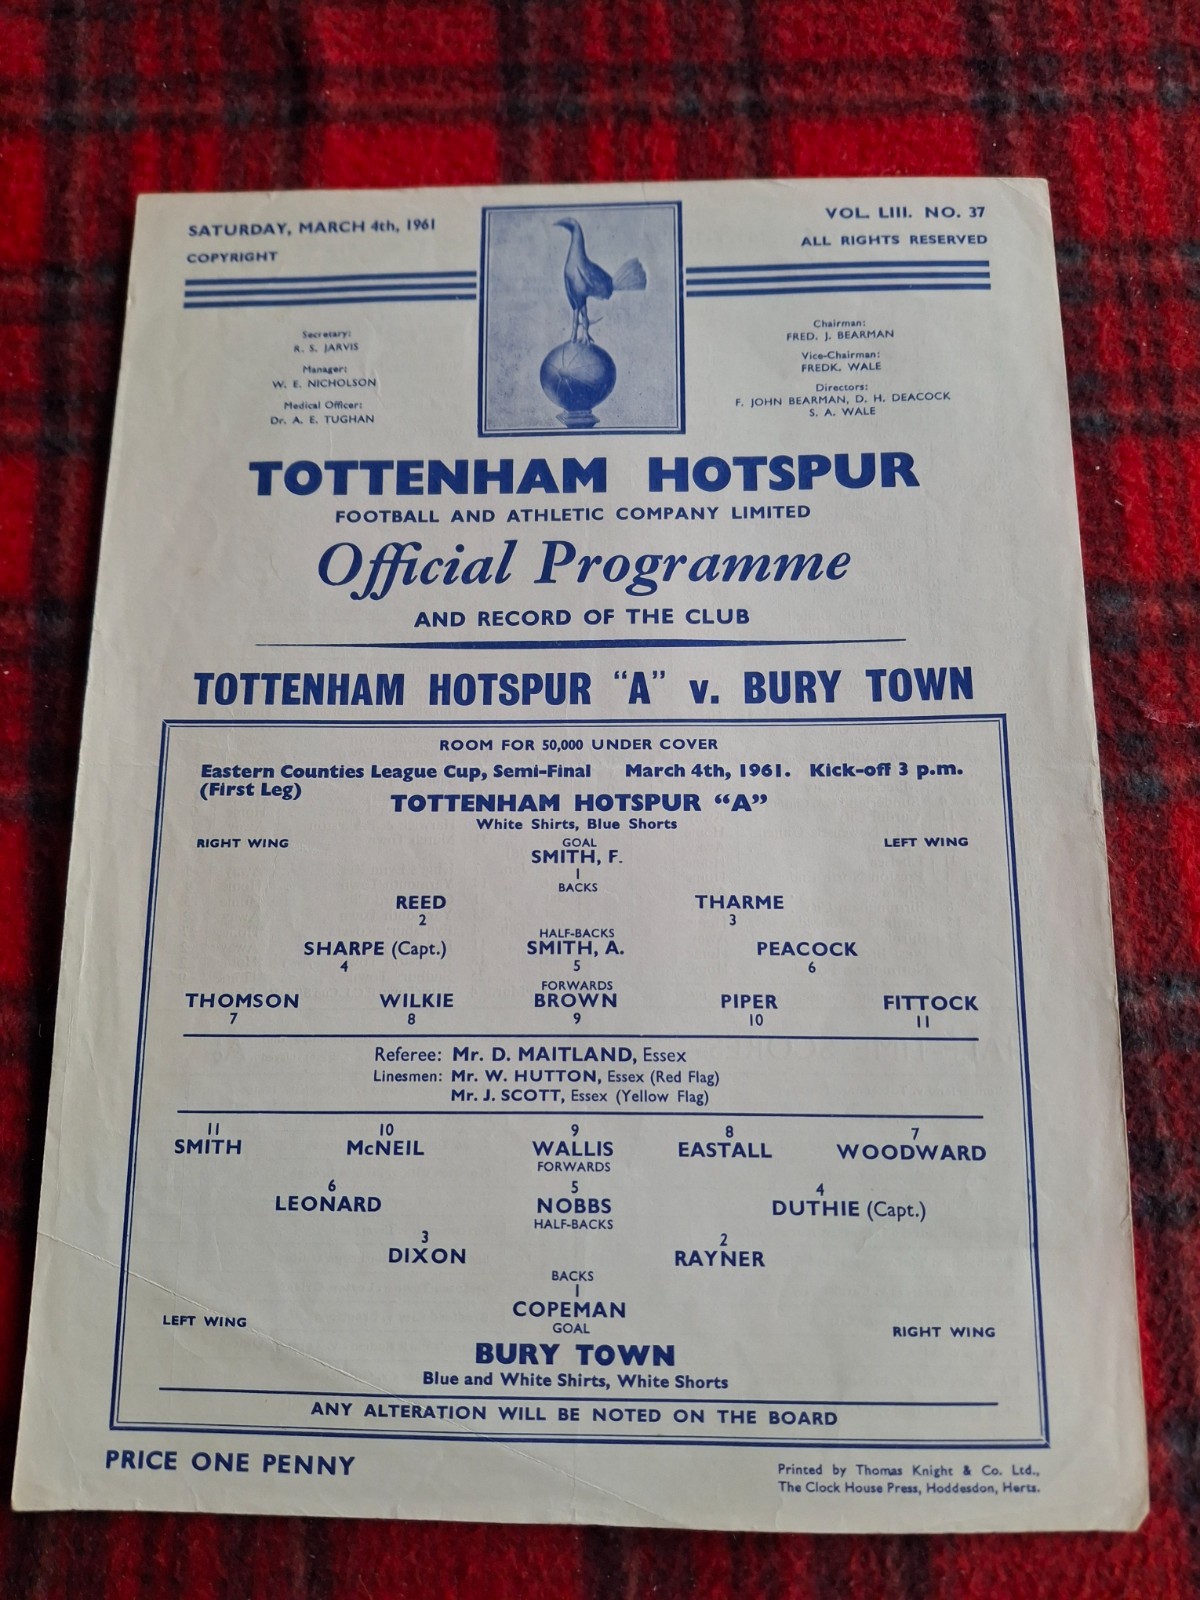 SATURDAY, MARCH 4th, 1961
COPYRIGHT
VOL. LIII. NO. 37
ALL RIGHTS RESERVED
Secretary:
R. S. JARVIS
Manager:
W. E. NICHOLSON
Medical Officer:
Dr. A. E. TUGHAN
Chairman:
FRED. J. BEARMAN
Vice-Chairman:
FREDK. WALE
Directors:
F. JOHN BEARMAN, D. H. DEACOCK
S. A. WALE
TOTTENHAM HOTSPUR
FOOTBALL AND ATHLETIC COMPANY LIMITED
Official Programme
AND RECORD OF THE CLUB
TOTTENHAM HOTSPUR "A" v. BURY TOWN
ROOM FOR 50,000 UNDER COVER
Eastern Counties League Cup, Semi-Final March 4th, 1961. Kick-off 3 p.m.
(First Leg)
TOTTENHAM HOTSPUR "A"
White Shirts, Blue Shorts
RIGHT WING GOAL LEFT WING
SMITH, F.
1
BACKS
REED THARME
2 3
HALF-BACKS
SHARPE (Capt.) SMITH, A. PEACOCK
4 5 6
FORWARDS
THOMSON WILKIE BROWN PIPER FITTOCK
7 8 9 10 11
Referee: Mr. D. MAITLAND, Essex
Linesmen: Mr. W. HUTTON, Essex (Red Flag)
Mr. J. SCOTT, Essex (Yellow Flag)
11 10 9 8 7
SMITH McNEIL WALLIS EASTALL WOODWARD
FORWARDS
6 5 4
LEONARD NOBBS DUTHIE (Capt.)
HALF-BACKS
3 2
DIXON RAYNER
BACKS
1
COPEMAN
LEFT WING GOAL RIGHT WING
BURY TOWN
Blue and White Shirts, White Shorts
ANY ALTERATION WILL BE NOTED ON THE BOARD
PRICE ONE PENNY
Printed by Thomas Knight & Co. Ltd.,
The Clock House Press, Hoddesdon, Herts.